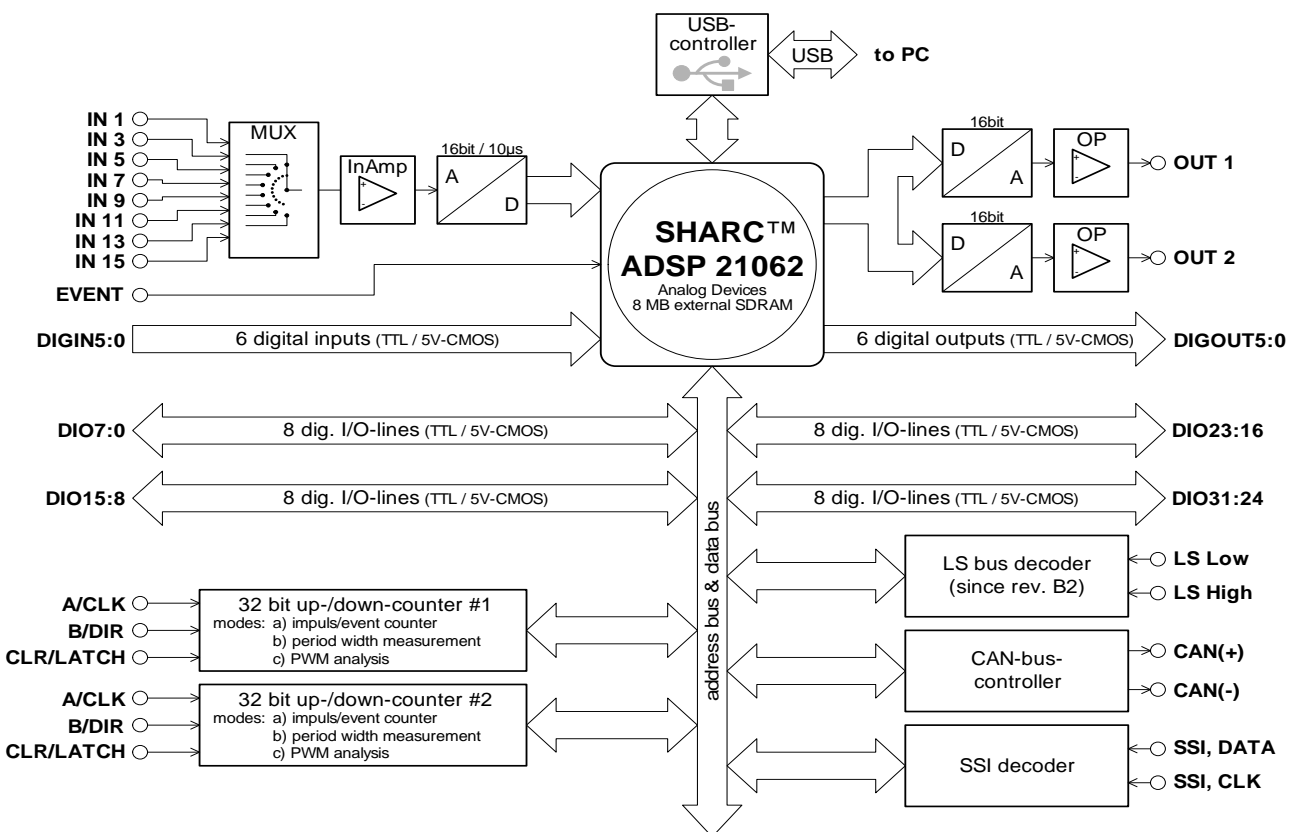 USB-
controller
USB
to PC
IN 1
IN 3
IN 5
IN 7
IN 9
IN 11
IN 13
IN 15
MUX
InAmp
16bit / 10µs
A
D
EVENT
SHARC™
ADSP 21062
Analog Devices
8 MB external SDRAM
16bit
D
A
OP
OUT 1
16bit
D
A
OP
OUT 2
DIGIN5:0
6 digital inputs (TTL / 5V-CMOS)
6 digital outputs (TTL / 5V-CMOS)
DIGOUT5:0
DIO7:0
8 dig. I/O-lines (TTL / 5V-CMOS)
8 dig. I/O-lines (TTL / 5V-CMOS)
DIO23:16
DIO15:8
8 dig. I/O-lines (TTL / 5V-CMOS)
8 dig. I/O-lines (TTL / 5V-CMOS)
DIO31:24
address bus & data bus
A/CLK
B/DIR
CLR/LATCH
32 bit up-/down-counter #1
modes: a) impuls/event counter
b) period width measurement
c) PWM analysis
A/CLK
B/DIR
CLR/LATCH
32 bit up-/down-counter #2
modes: a) impuls/event counter
b) period width measurement
c) PWM analysis
LS bus decoder
(since rev. B2)
LS Low
LS High
CAN-bus-
controller
CAN(+)
CAN(-)
SSI decoder
SSI, DATA
SSI, CLK